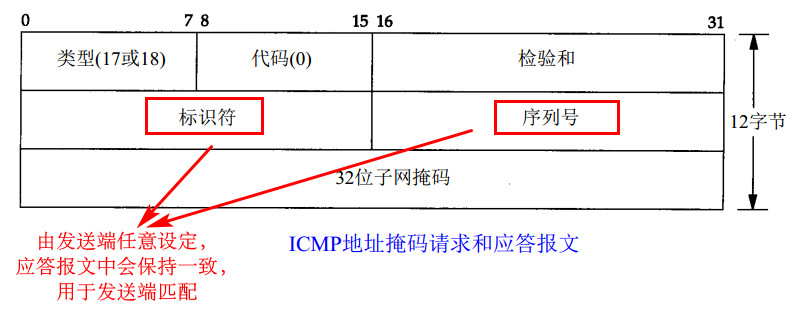 0 7 8 15 16 31
类型(17或18) 代码(0) 检验和
标识符 序列号
12字节
32位子网掩码
由发送端任意设定,
应答报文中会保持一致,
用于发送端匹配
ICMP地址掩码请求和应答报文